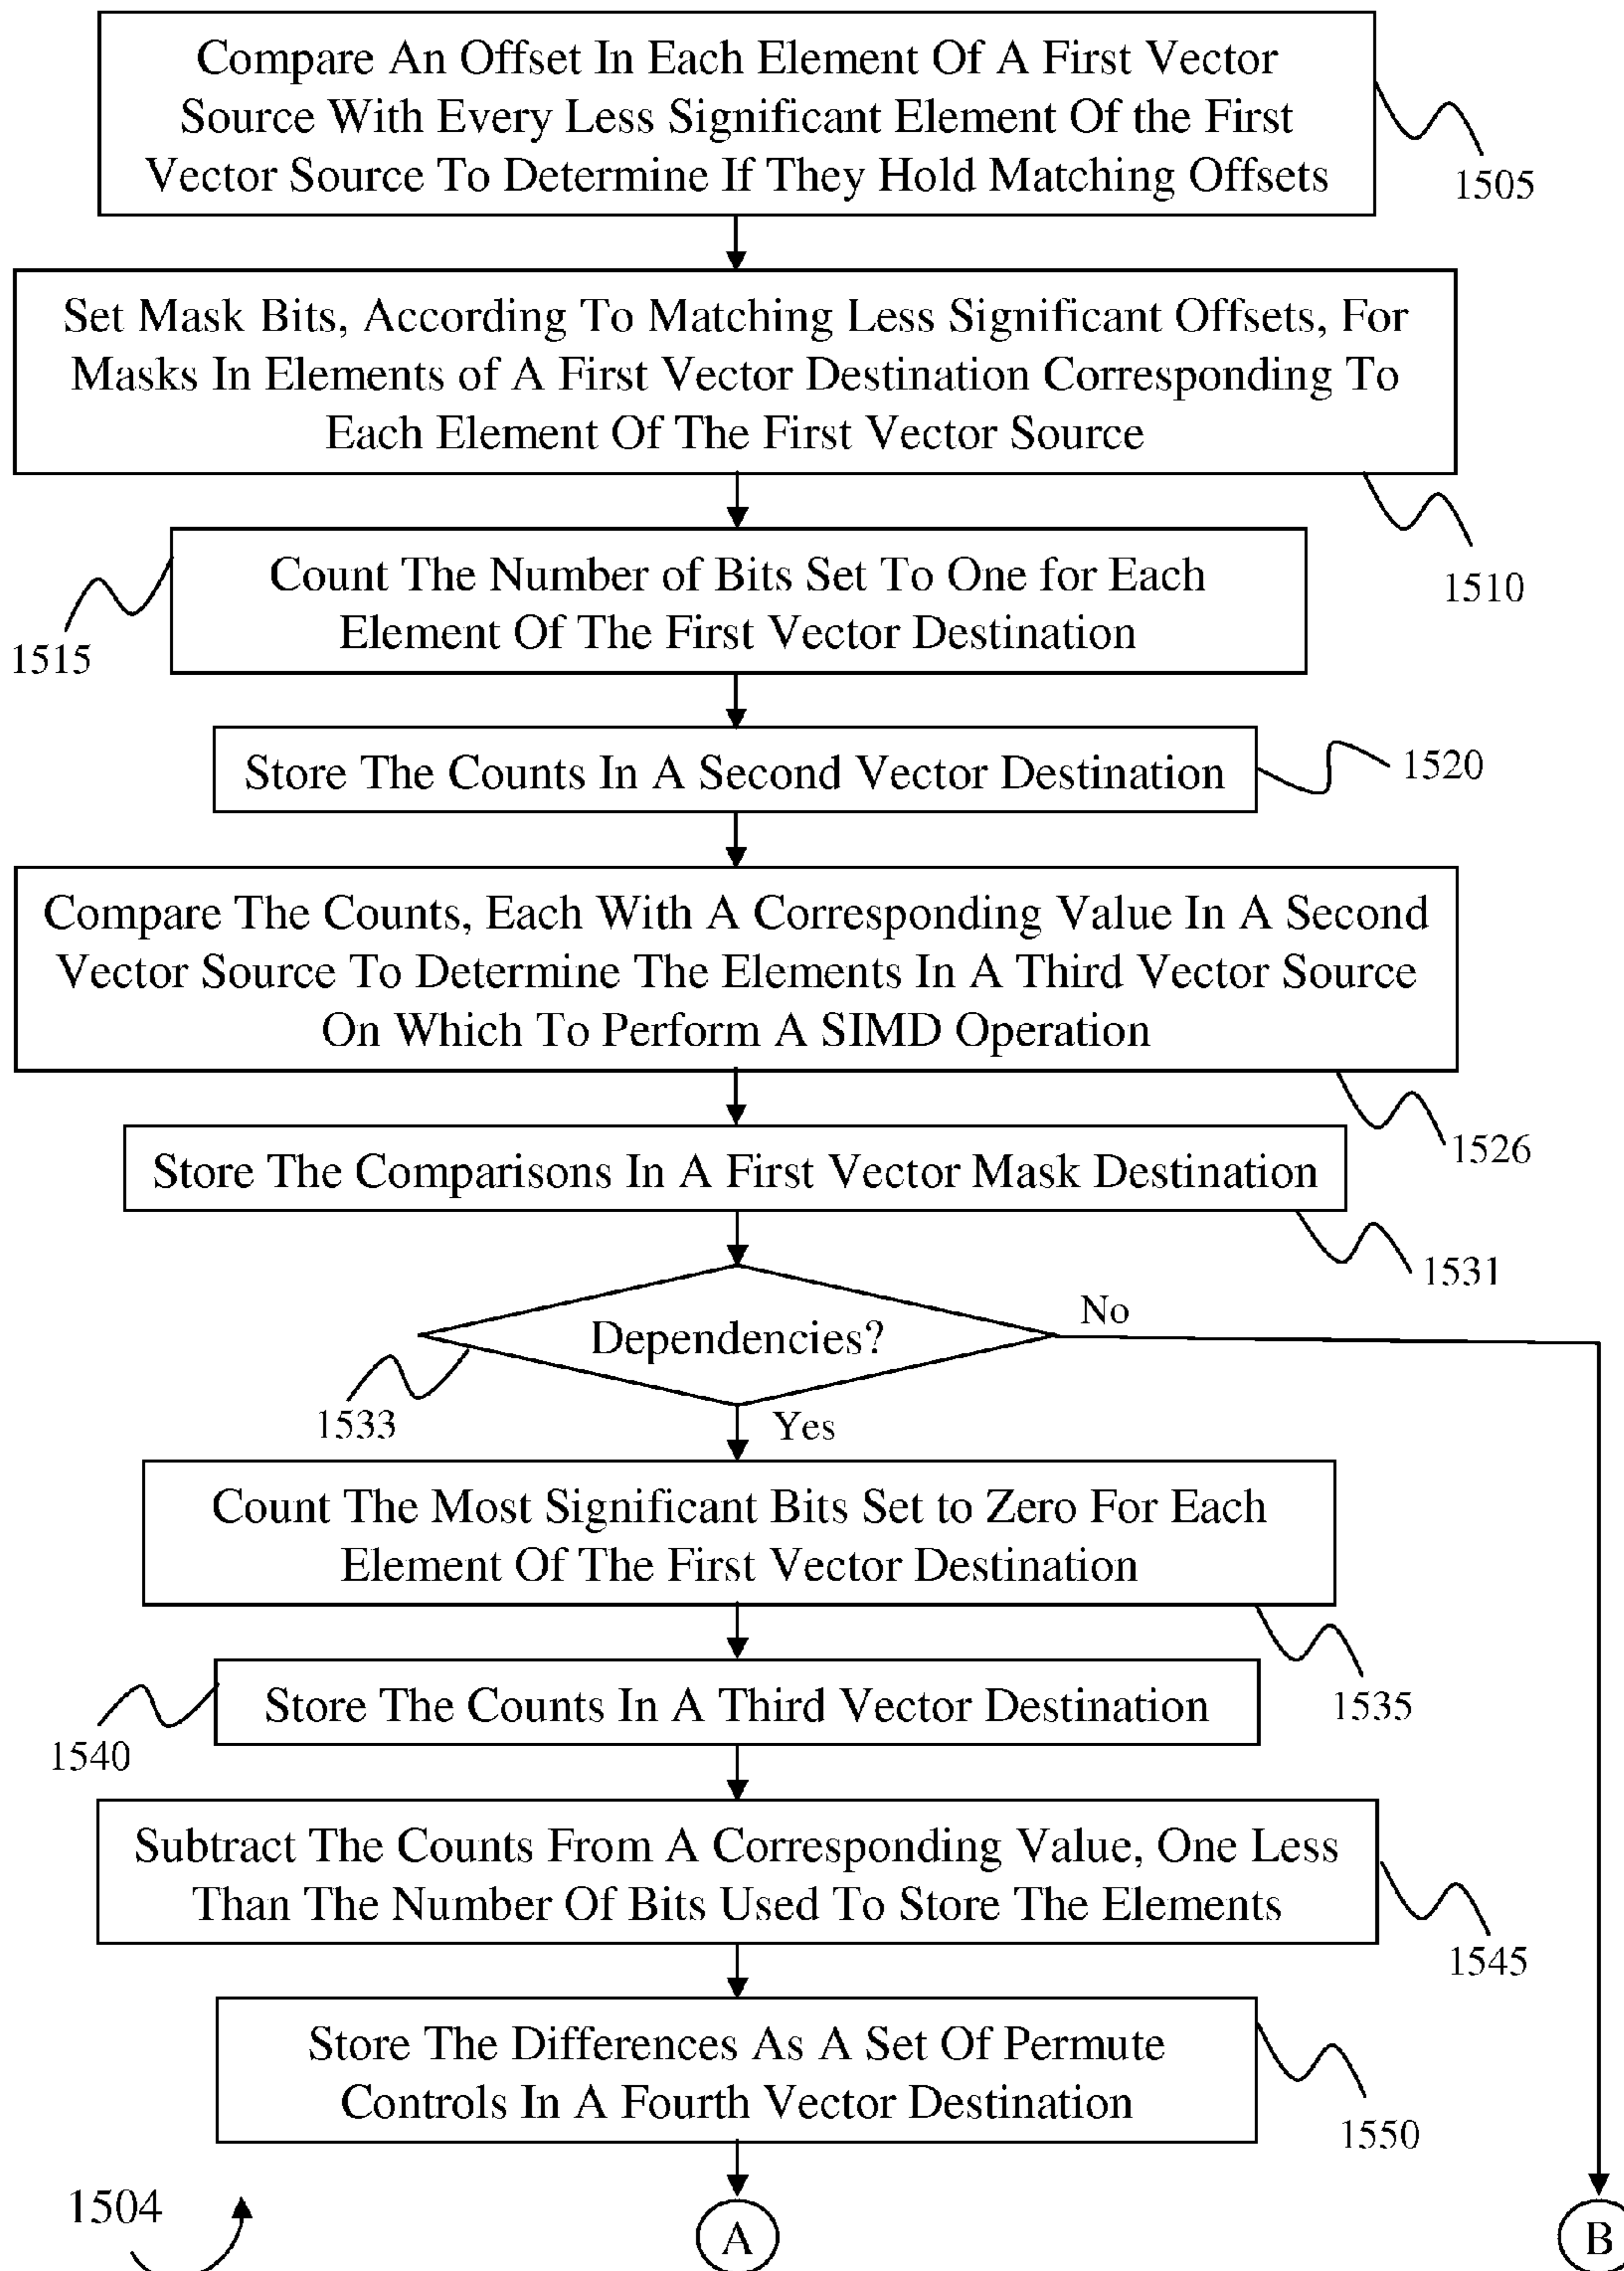 Compare An Offset In Each Element Of A First Vector
Source With Every Less Significant Element Of the First
Vector Source To Determine If They Hold Matching Offsets
1505
Set Mask Bits, According To Matching Less Significant Offsets, For
Masks In Elements of A First Vector Destination Corresponding To
Each Element Of The First Vector Source
1510
Count The Number of Bits Set To One for Each
Element Of The First Vector Destination
1515
Store The Counts In A Second Vector Destination
1520
Compare The Counts, Each With A Corresponding Value In A Second
Vector Source To Determine The Elements In A Third Vector Source
On Which To Perform A SIMD Operation
1526
Store The Comparisons In A First Vector Mask Destination
1531
Dependencies?
No
1533
Yes
Count The Most Significant Bits Set to Zero For Each
Element Of The First Vector Destination
1535
Store The Counts In A Third Vector Destination
1540
Subtract The Counts From A Corresponding Value, One Less
Than The Number Of Bits Used To Store The Elements
1545
Store The Differences As A Set Of Permute
Controls In A Fourth Vector Destination
1550
1504
A
B